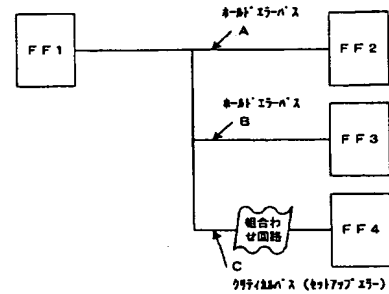 ホールドエラーパス
A
FF1
FF2
ホールドエラーパス
B
FF3
組合わ
せ回路
FF4
C
クリティカルパス (セットアップエラー)